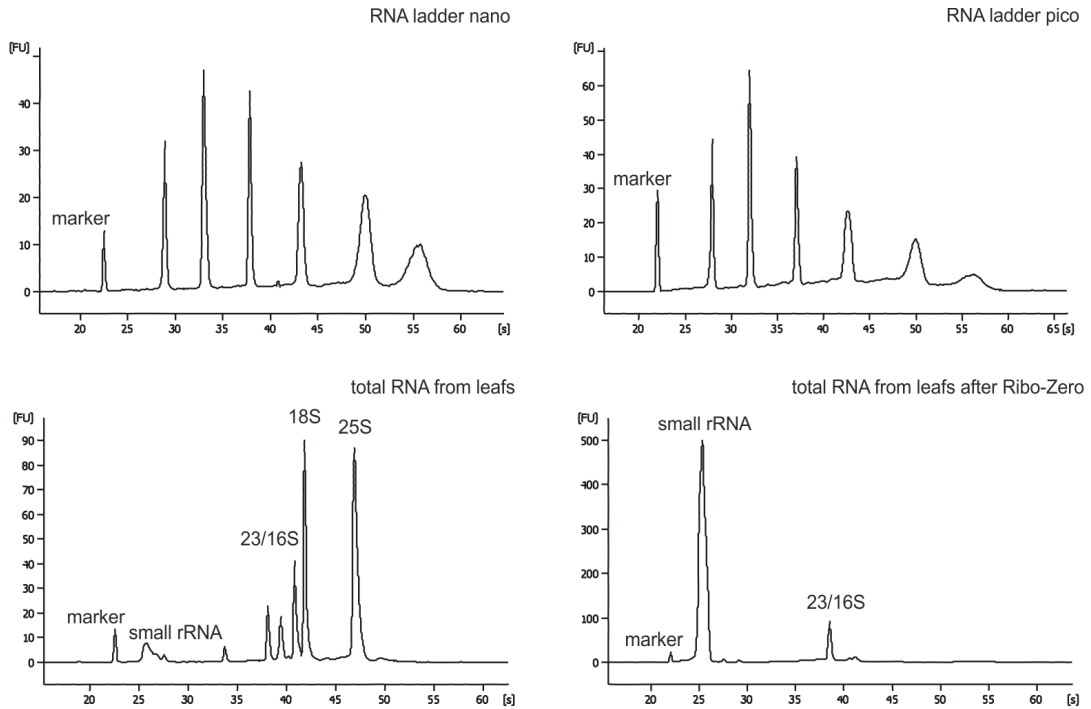 RNA ladder nano
[FU]
40
30
20
10
0
marker
20 25 30 35 40 45 50 55 60 [s]
RNA ladder pico
[FU]
60
50
40
30
20
10
0
marker
20 25 30 35 40 45 50 55 60 65 [s]
total RNA from leafs
[FU]
90
80
70
60
50
40
30
20
10
0
18S
25S
23/16S
marker
small rRNA
20 25 30 35 40 45 50 55 60 [s]
total RNA from leafs after Ribo-Zero
[FU]
500
400
300
200
100
0
small rRNA
23/16S
marker
20 25 30 35 40 45 50 55 60 [s]